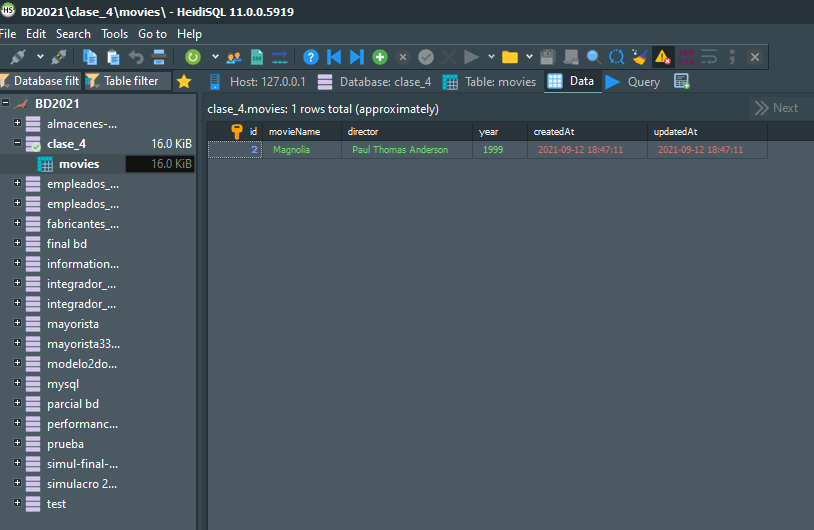 HS BD2021\clase_4\movies\ - HeidiSQL 11.0.0.5919
File Edit Search Tools Go to Help
Database filt Table filter Host: 127.0.0.1 Database: clase_4 Table: movies Data Query
BD2021
clase_4.movies: 1 rows total (approximately) Next
almacenes-...
id movieName director year createdAt updatedAt
clase_4 16.0 KiB
2 Magnolia Paul Thomas Anderson 1999 2021-09-12 18:47:11 2021-09-12 18:47:11
movies 16.0 KiB
empleados_...
empleados_...
fabricantes_...
final bd
information...
integrador_...
integrador_...
mayorista
mayorista33...
modelo2do...
mysql
parcial bd
performanc...
prueba
simul-final-...
simulacro 2...
test